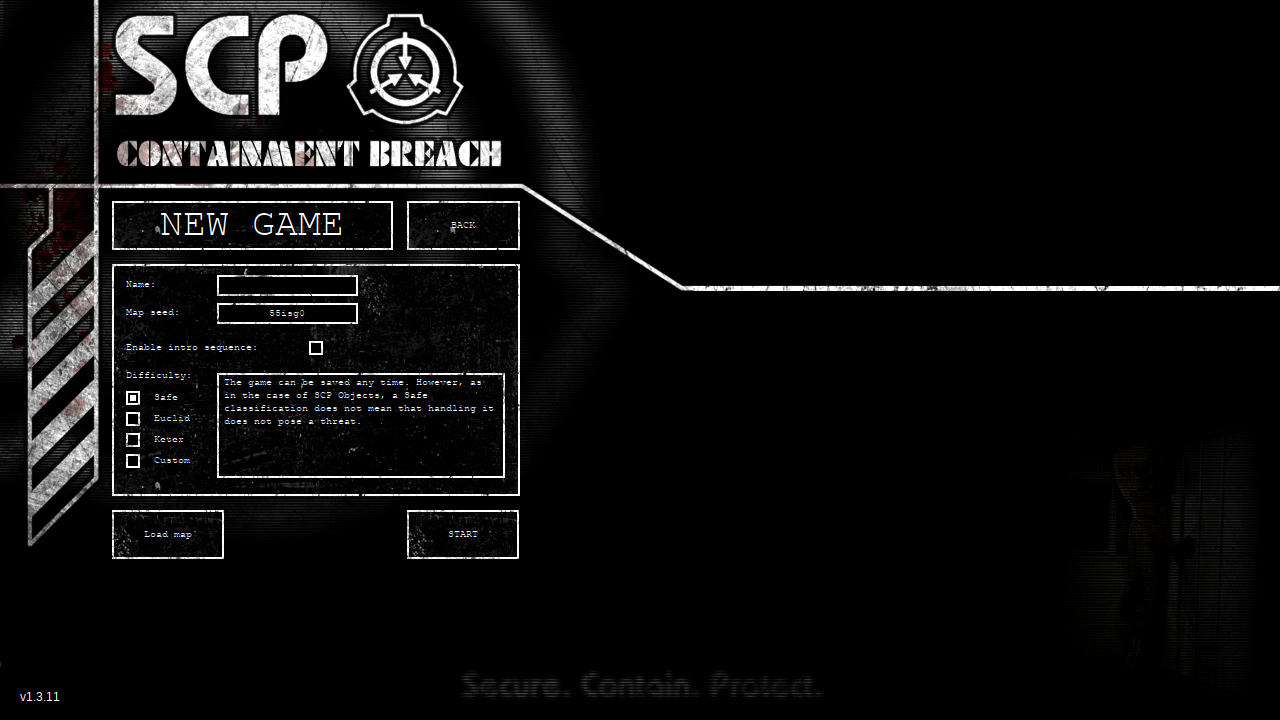 SCP
CONTAINMENT BREACH
NEW GAME
BACK
Name:
Map seed:
55isg0
Enable intro sequence:
Difficulty:
Safe
Euclid
Keter
Custom
The game can be saved any time. However, as
in the case of SCP Objects, a Safe
classification does not mean that handling it
does not pose a threat.
Load map
START
Secure. Contain. Protect.
v1.3.11